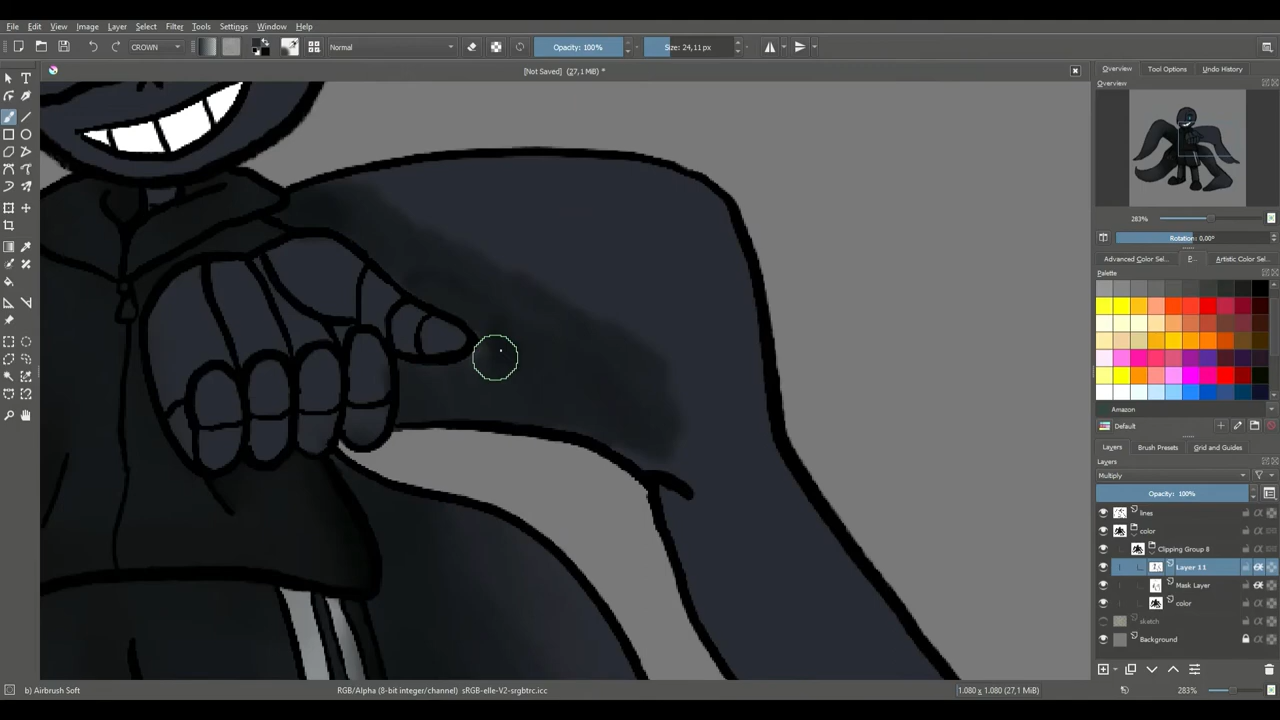 File Edit View Image Layer Select Filter Tools Settings Window Help
CROWN Normal Opacity: 100% Size: 24,11 px
[Not Saved] (27,1 MiB) *
Overview Tool Options Undo History
Overview
283%
Rotation: 0,00°
Advanced Color Sel... P... Artistic Color Sel...
Palette
Amazon
Default
Layers Brush Presets Grid and Guides
Layers
Multiply
Opacity: 100%
lines
color
Clipping Group 8
Layer 11
Mask Layer
color
skatch
Background
b) Airbrush Soft RGB/Alpha (8-bit integer/channel) sRGB-elle-V2-srgbtrc.icc 1.080 x 1.080 (27,1 MiB) 283%